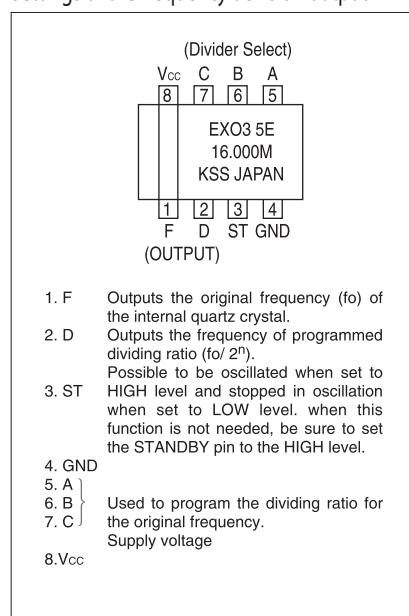 (Divider Select)
Vcc C B A
8 7 6 5
EXO3 5E
16.000M
KSS JAPAN
1 2 3 4
F D ST GND
(OUTPUT)
1. F Outputs the original frequency (fo) of
the internal quartz crystal.
2. D Outputs the frequency of programmed
dividing ratio (fo/ 2ⁿ).
Possible to be oscillated when set to
3. ST HIGH level and stopped in oscillation
when set to LOW level. when this
function is not needed, be sure to set
the STANDBY pin to the HIGH level.
4. GND
5. A
6. B Used to program the dividing ratio for
7. C the original frequency.
Supply voltage
8.Vcc